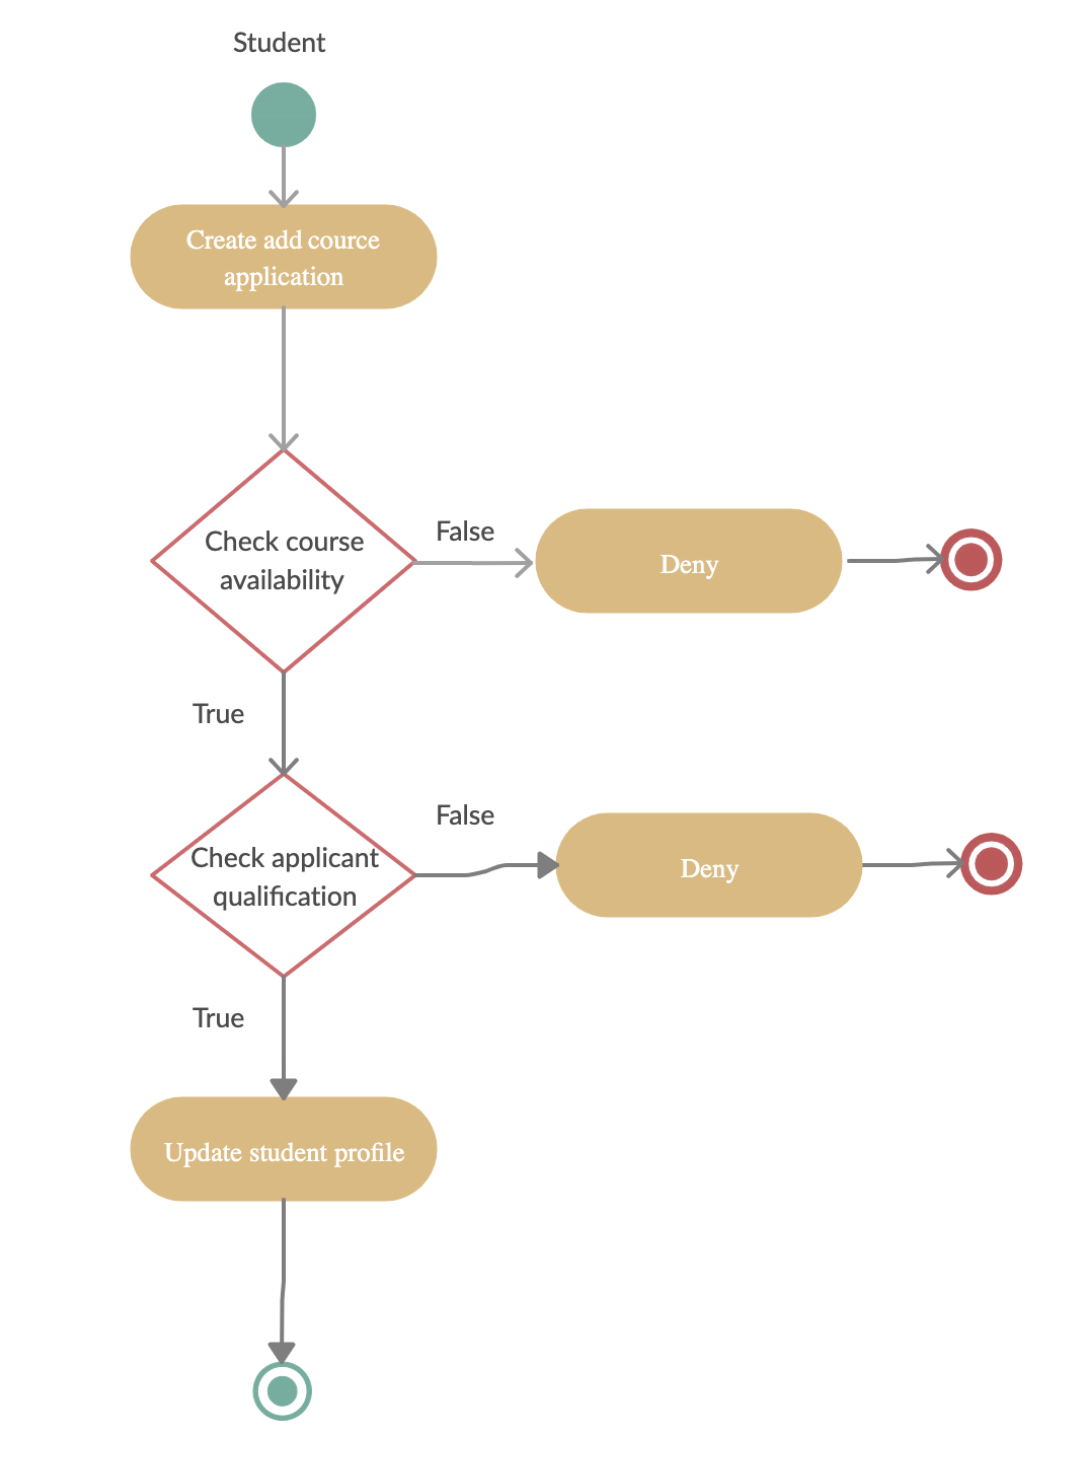 Student
Create add cource
application
Check course
availability
False
Deny
True
Check applicant
qualification
False
Deny
True
Update student profile